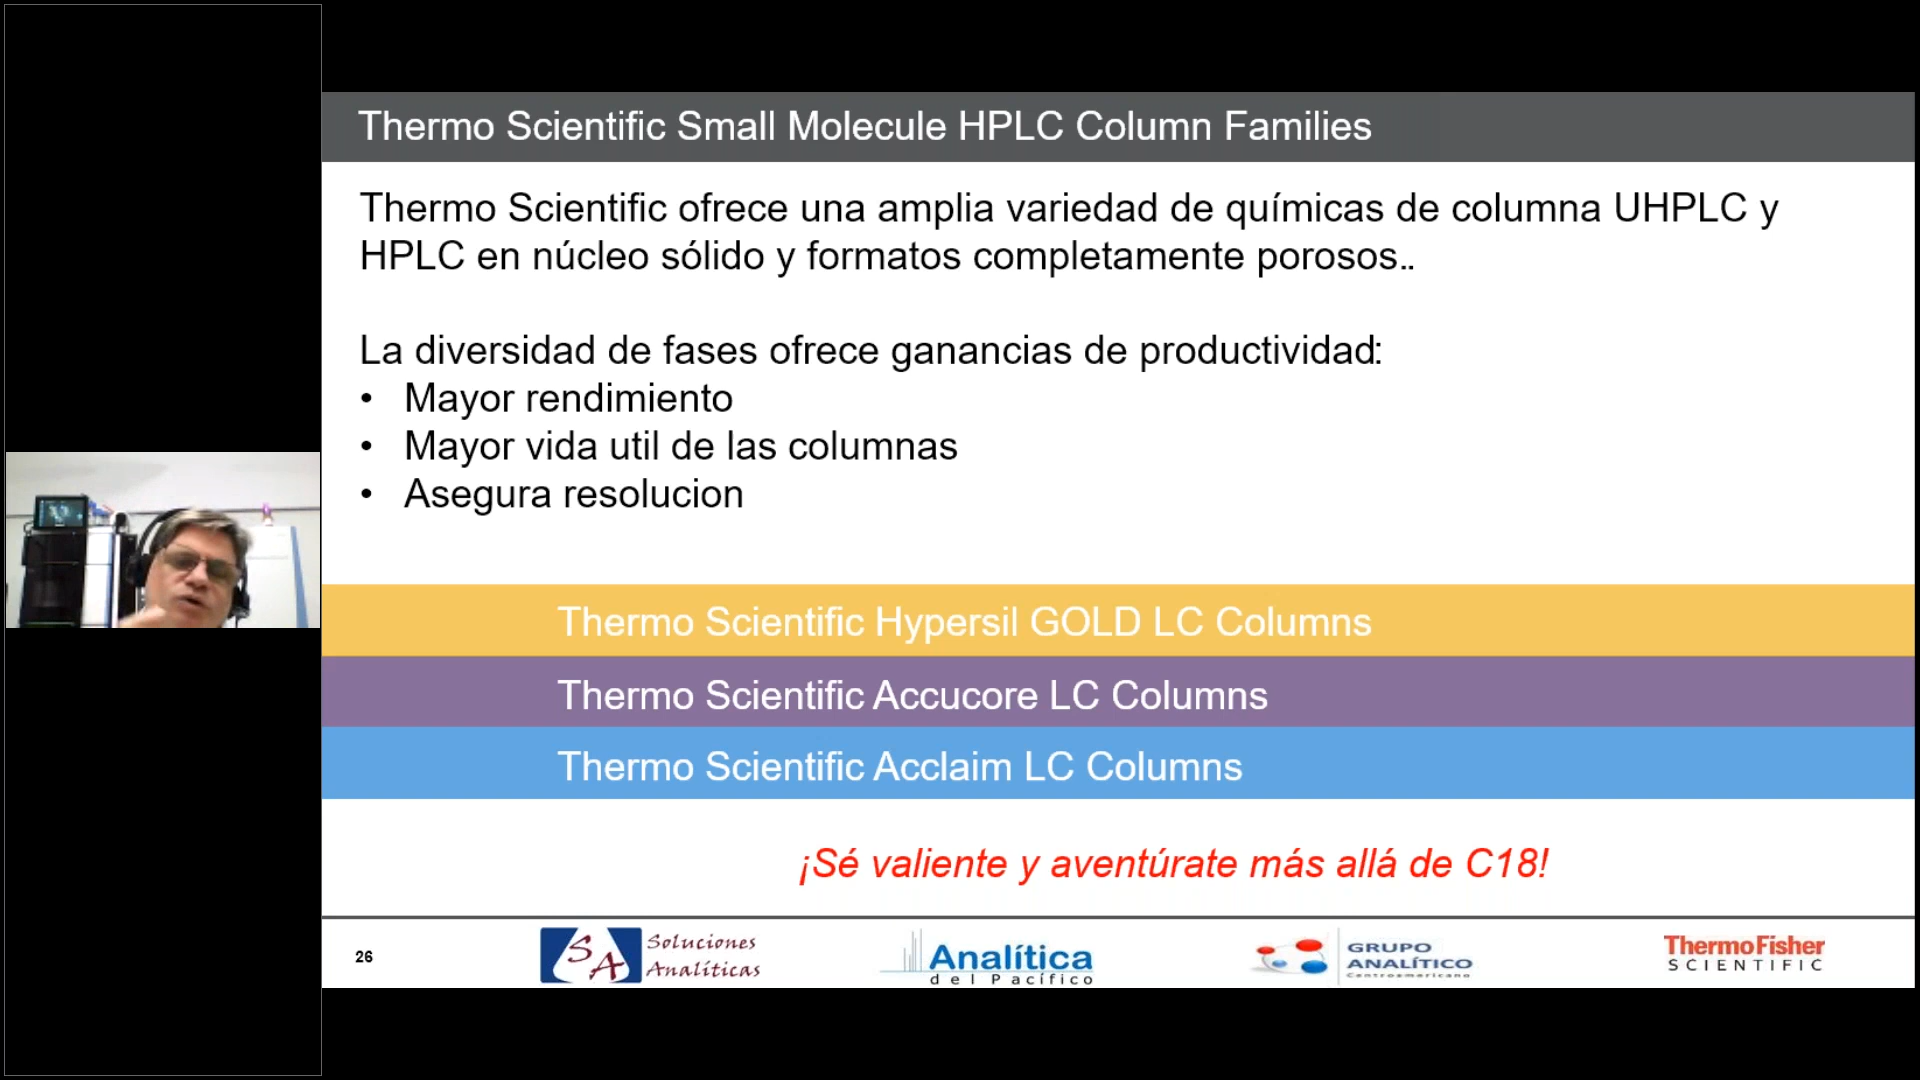 Thermo Scientific Small Molecule HPLC Column Families
Thermo Scientific ofrece una amplia variedad de químicas de columna UHPLC y
HPLC en núcleo sólido y formatos completamente porosos..
La diversidad de fases ofrece ganancias de productividad:
• Mayor rendimiento
• Mayor vida util de las columnas
• Asegura resolucion
Thermo Scientific Hypersil GOLD LC Columns
Thermo Scientific Accucore LC Columns
Thermo Scientific Acclaim LC Columns
¡Sé valiente y aventúrate más allá de C18!
26
SA
Soluciones
Analíticas
Analítica
del Pacífico
GRUPO
ANALÍTICO
Centroamericano
ThermoFisher
SCIENTIFIC